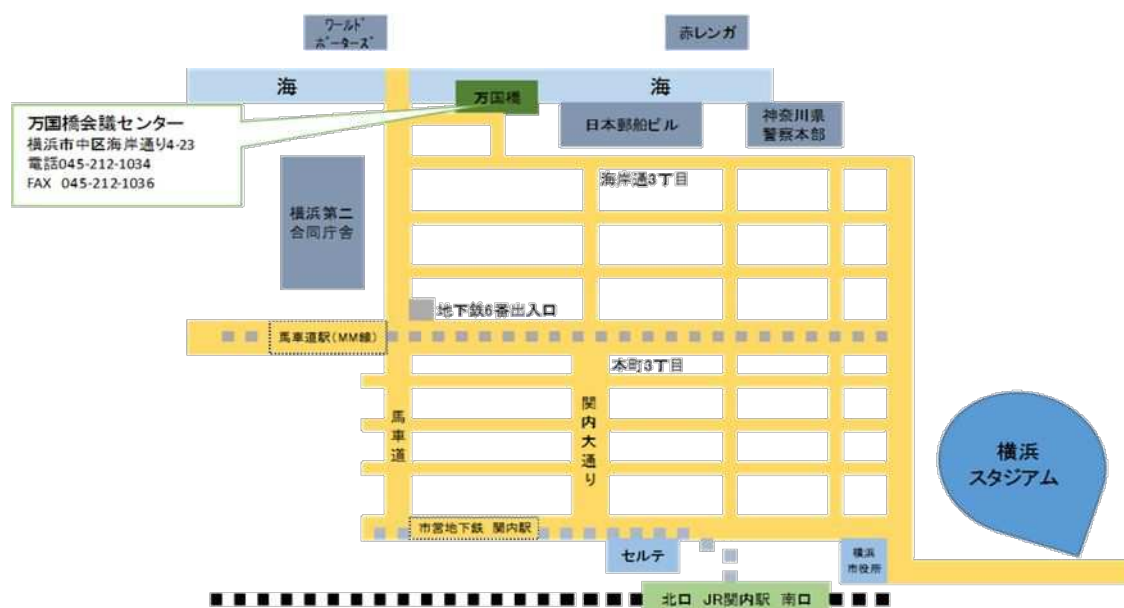 ワールド
ポーターズ
赤レンガ
海
海
万国橋
万国橋会議センター
横浜市中区海岸通り4-23
電話045-212-1034
FAX 045-212-1036
日本郵船ビル
神奈川県
警察本部
海岸通3丁目
横浜第二
合同庁舎
地下鉄6番出入口
馬車道駅(MM線)
本町3丁目
馬車道
関内大通り
横浜
スタジアム
市営地下鉄 関内駅
セルテ
横浜
市役所
北口 JR関内駅 南口